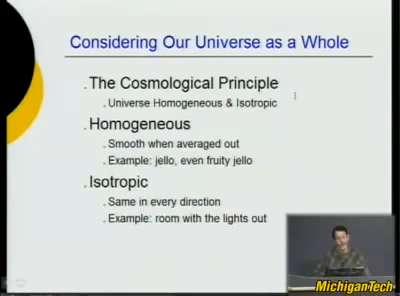 Considering Our Universe as a Whole
. The Cosmological Principle
. Universe Homogeneous & Isotropic
. Homogeneous
. Smooth when averaged out
. Example: jello, even fruity jello
. Isotropic
. Same in every direction
. Example: room with the lights out
MichiganTech